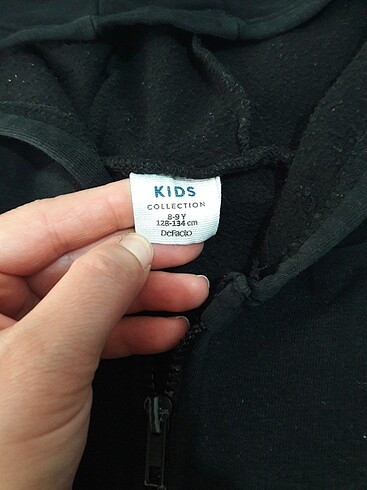 KIDS
COLLECTION
8-9 Y
128-134 cm
DeFacto